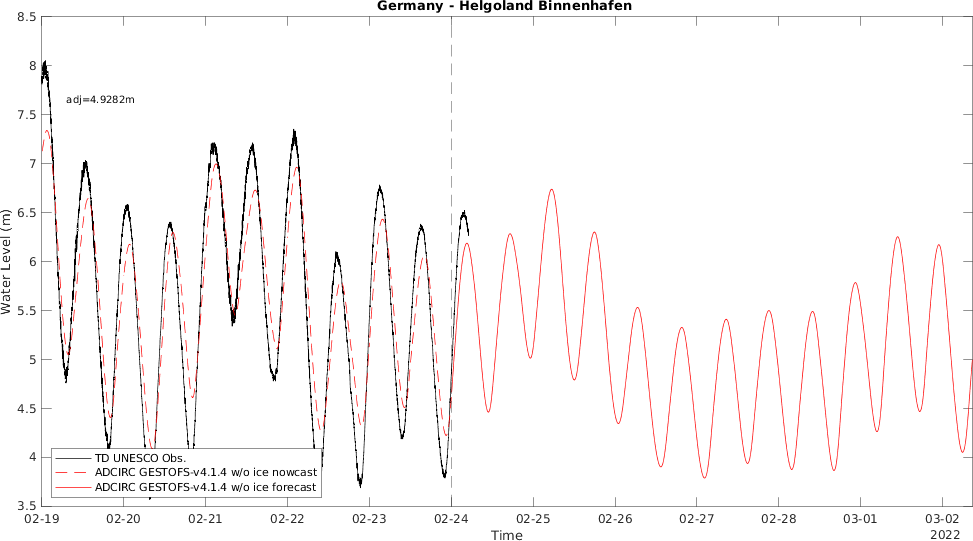 Germany - Helgoland Binnenhafen
8.5
8
7.5
7
6.5
6
5.5
5
4.5
4
3.5
Water Level (m)
adj=4.9282m
TD UNESCO Obs.
ADCIRC GESTOFS-v4.1.4 w/o ice nowcast
ADCIRC GESTOFS-v4.1.4 w/o ice forecast
02-19 02-20 02-21 02-22 02-23 02-24 02-25 02-26 02-27 02-28 03-01 03-02
2022
Time